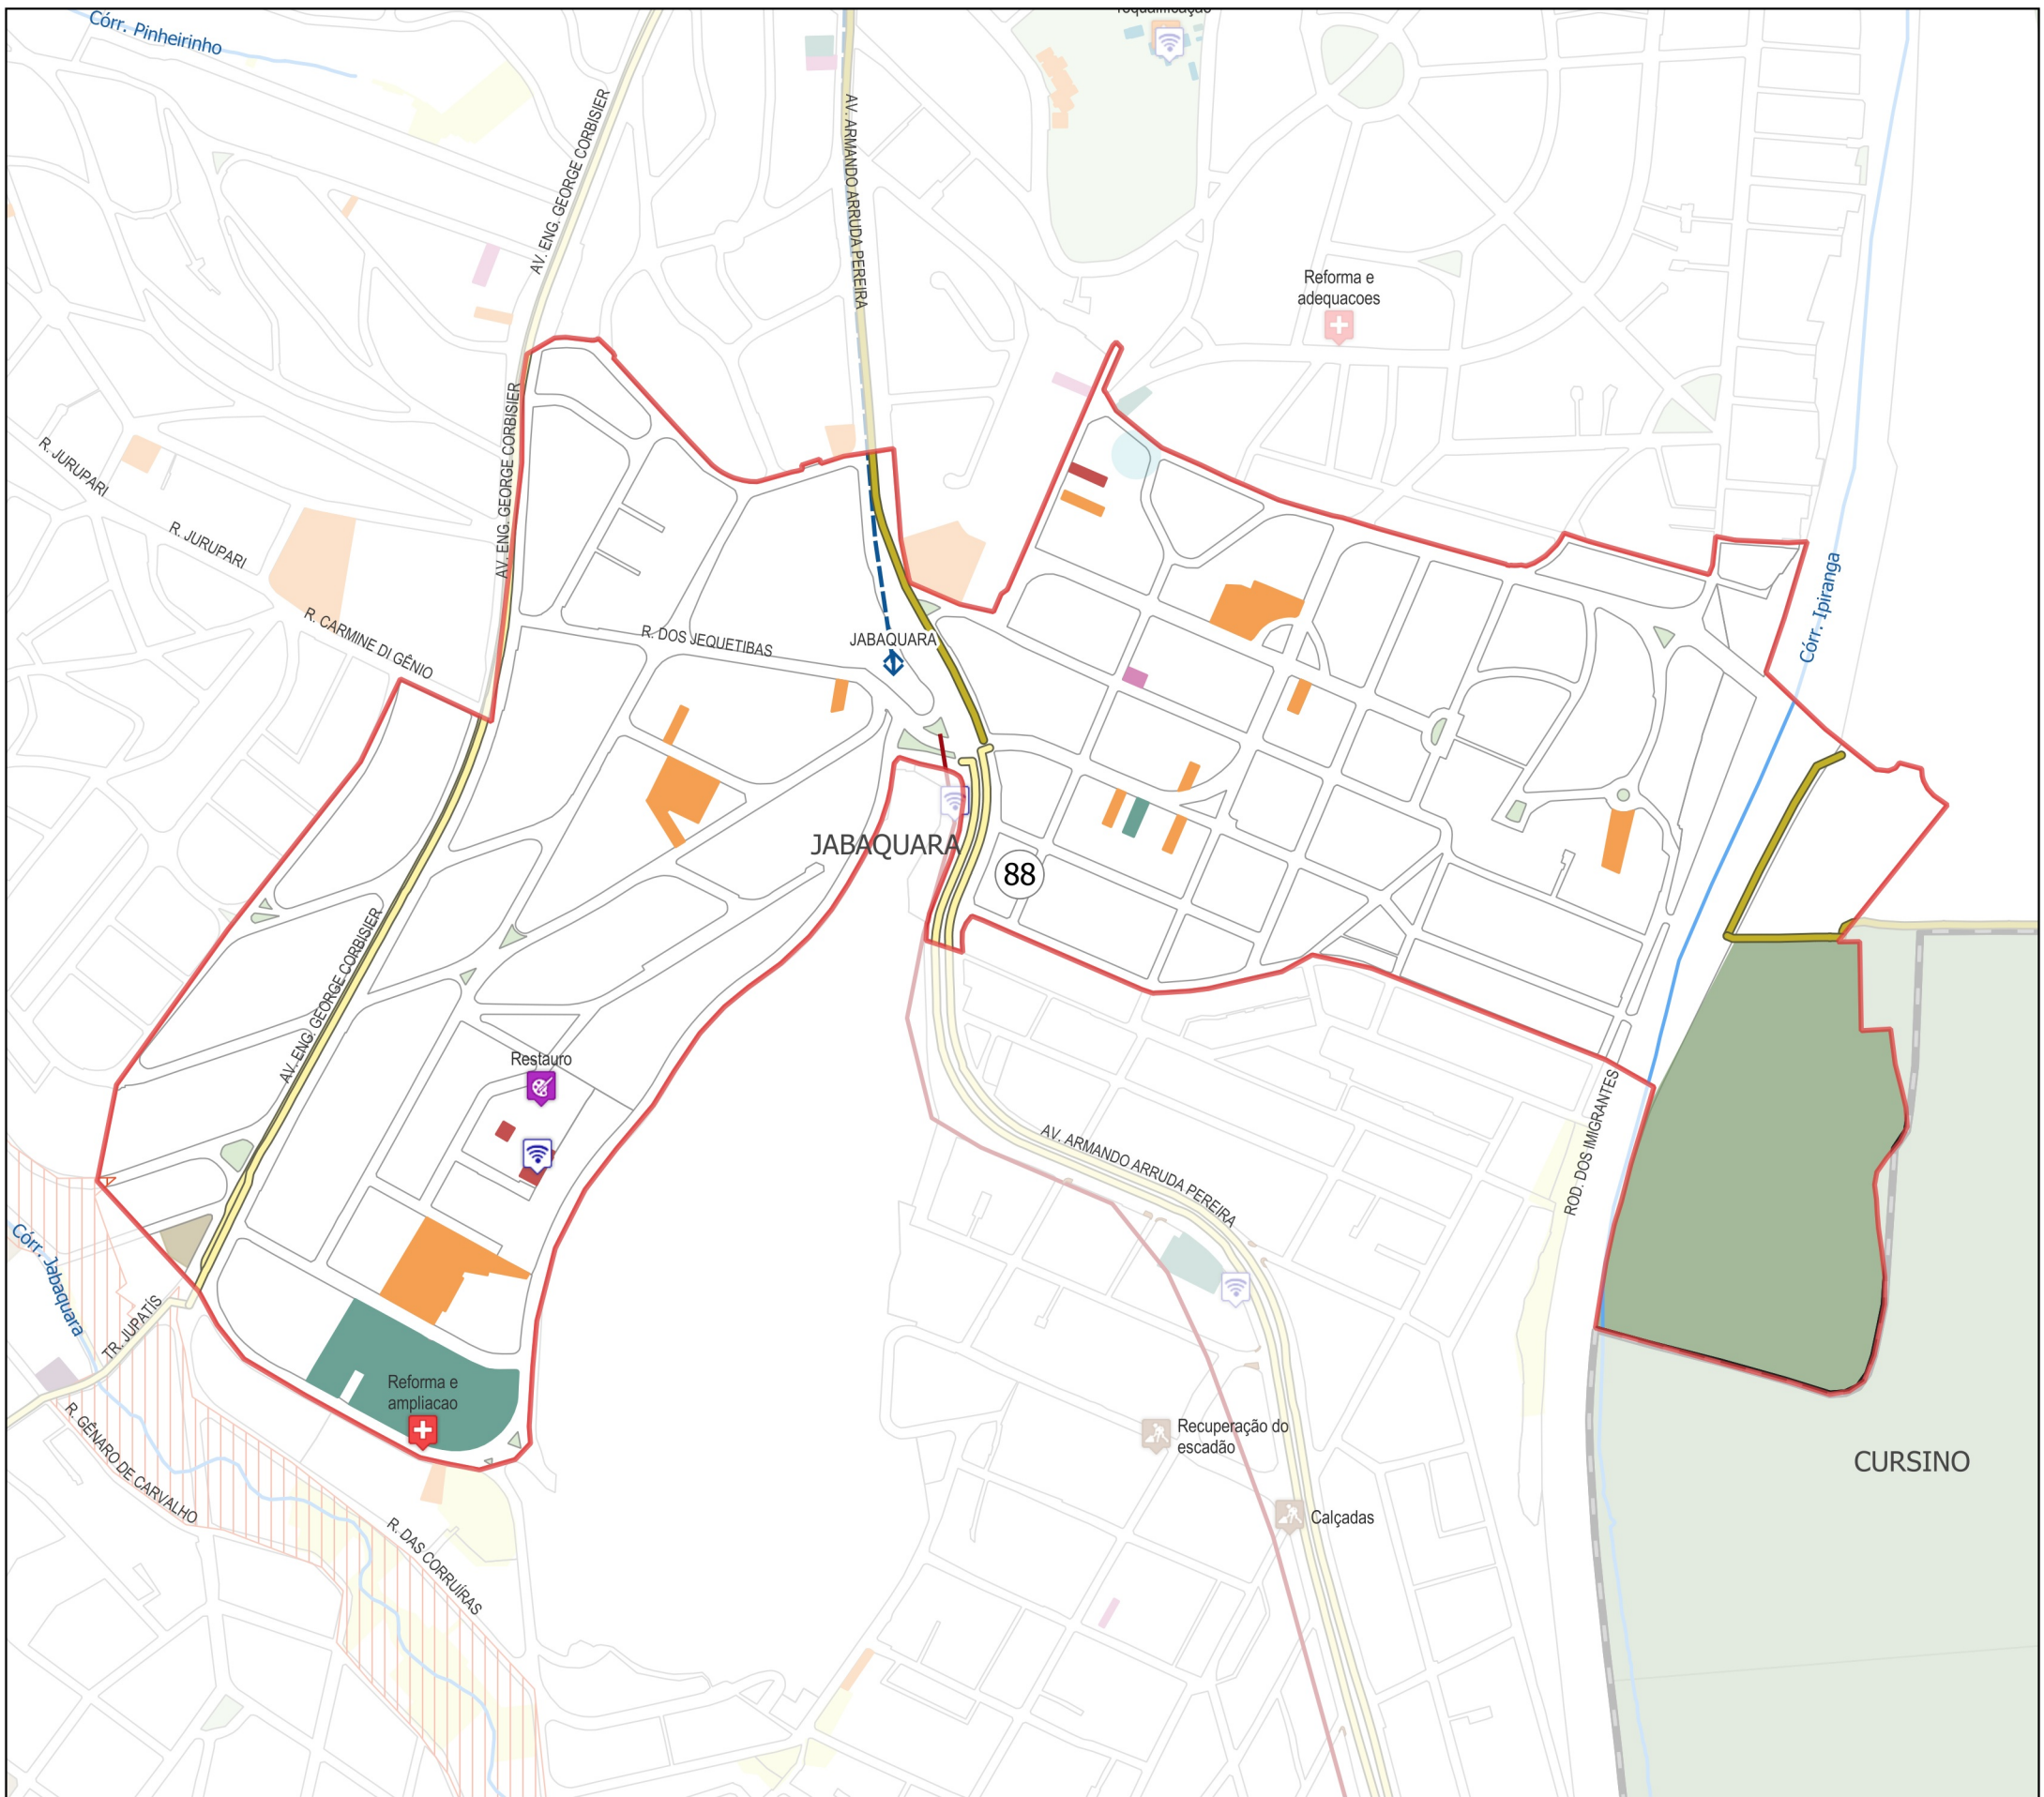 requalificação
Córr. Pinheirinho
AV. ENG. GEORGE CORBISIER
AV. ARMANDO ARRUDA PEREIRA
Reforma e
adequacoes
AV. ENG. GEORGE CORBISIER
R. JURUPARI
R. JURUPARI
R. CARMINE DI GÊNIO
R. DOS JEQUETIBAS
JABAQUARA
Córr. Ipiranga
JABAQUARA
88
AV. ENG. GEORGE CORBISIER
Restauro
ROD. DOS IMIGRANTES
AV. ARMANDO ARRUDA PEREIRA
Córr. Jabaquara
TR. JUPATÍS
Reforma e
ampliacao
R. GÊNARO DE CARVALHO
R. DAS CORRUÍRAS
Recuperação do
escadão
Calçadas
CURSINO